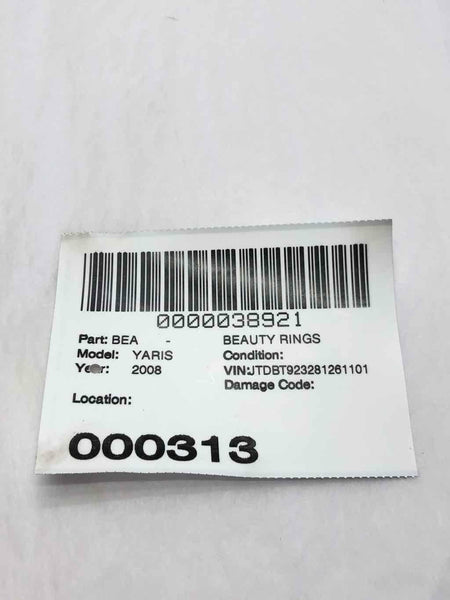 0000038921
Part: BEA - BEAUTY RINGS
Model: YARIS Condition:
Year: 2008 VIN:JTDBT923281261101
Damage Code:
Location:
000313